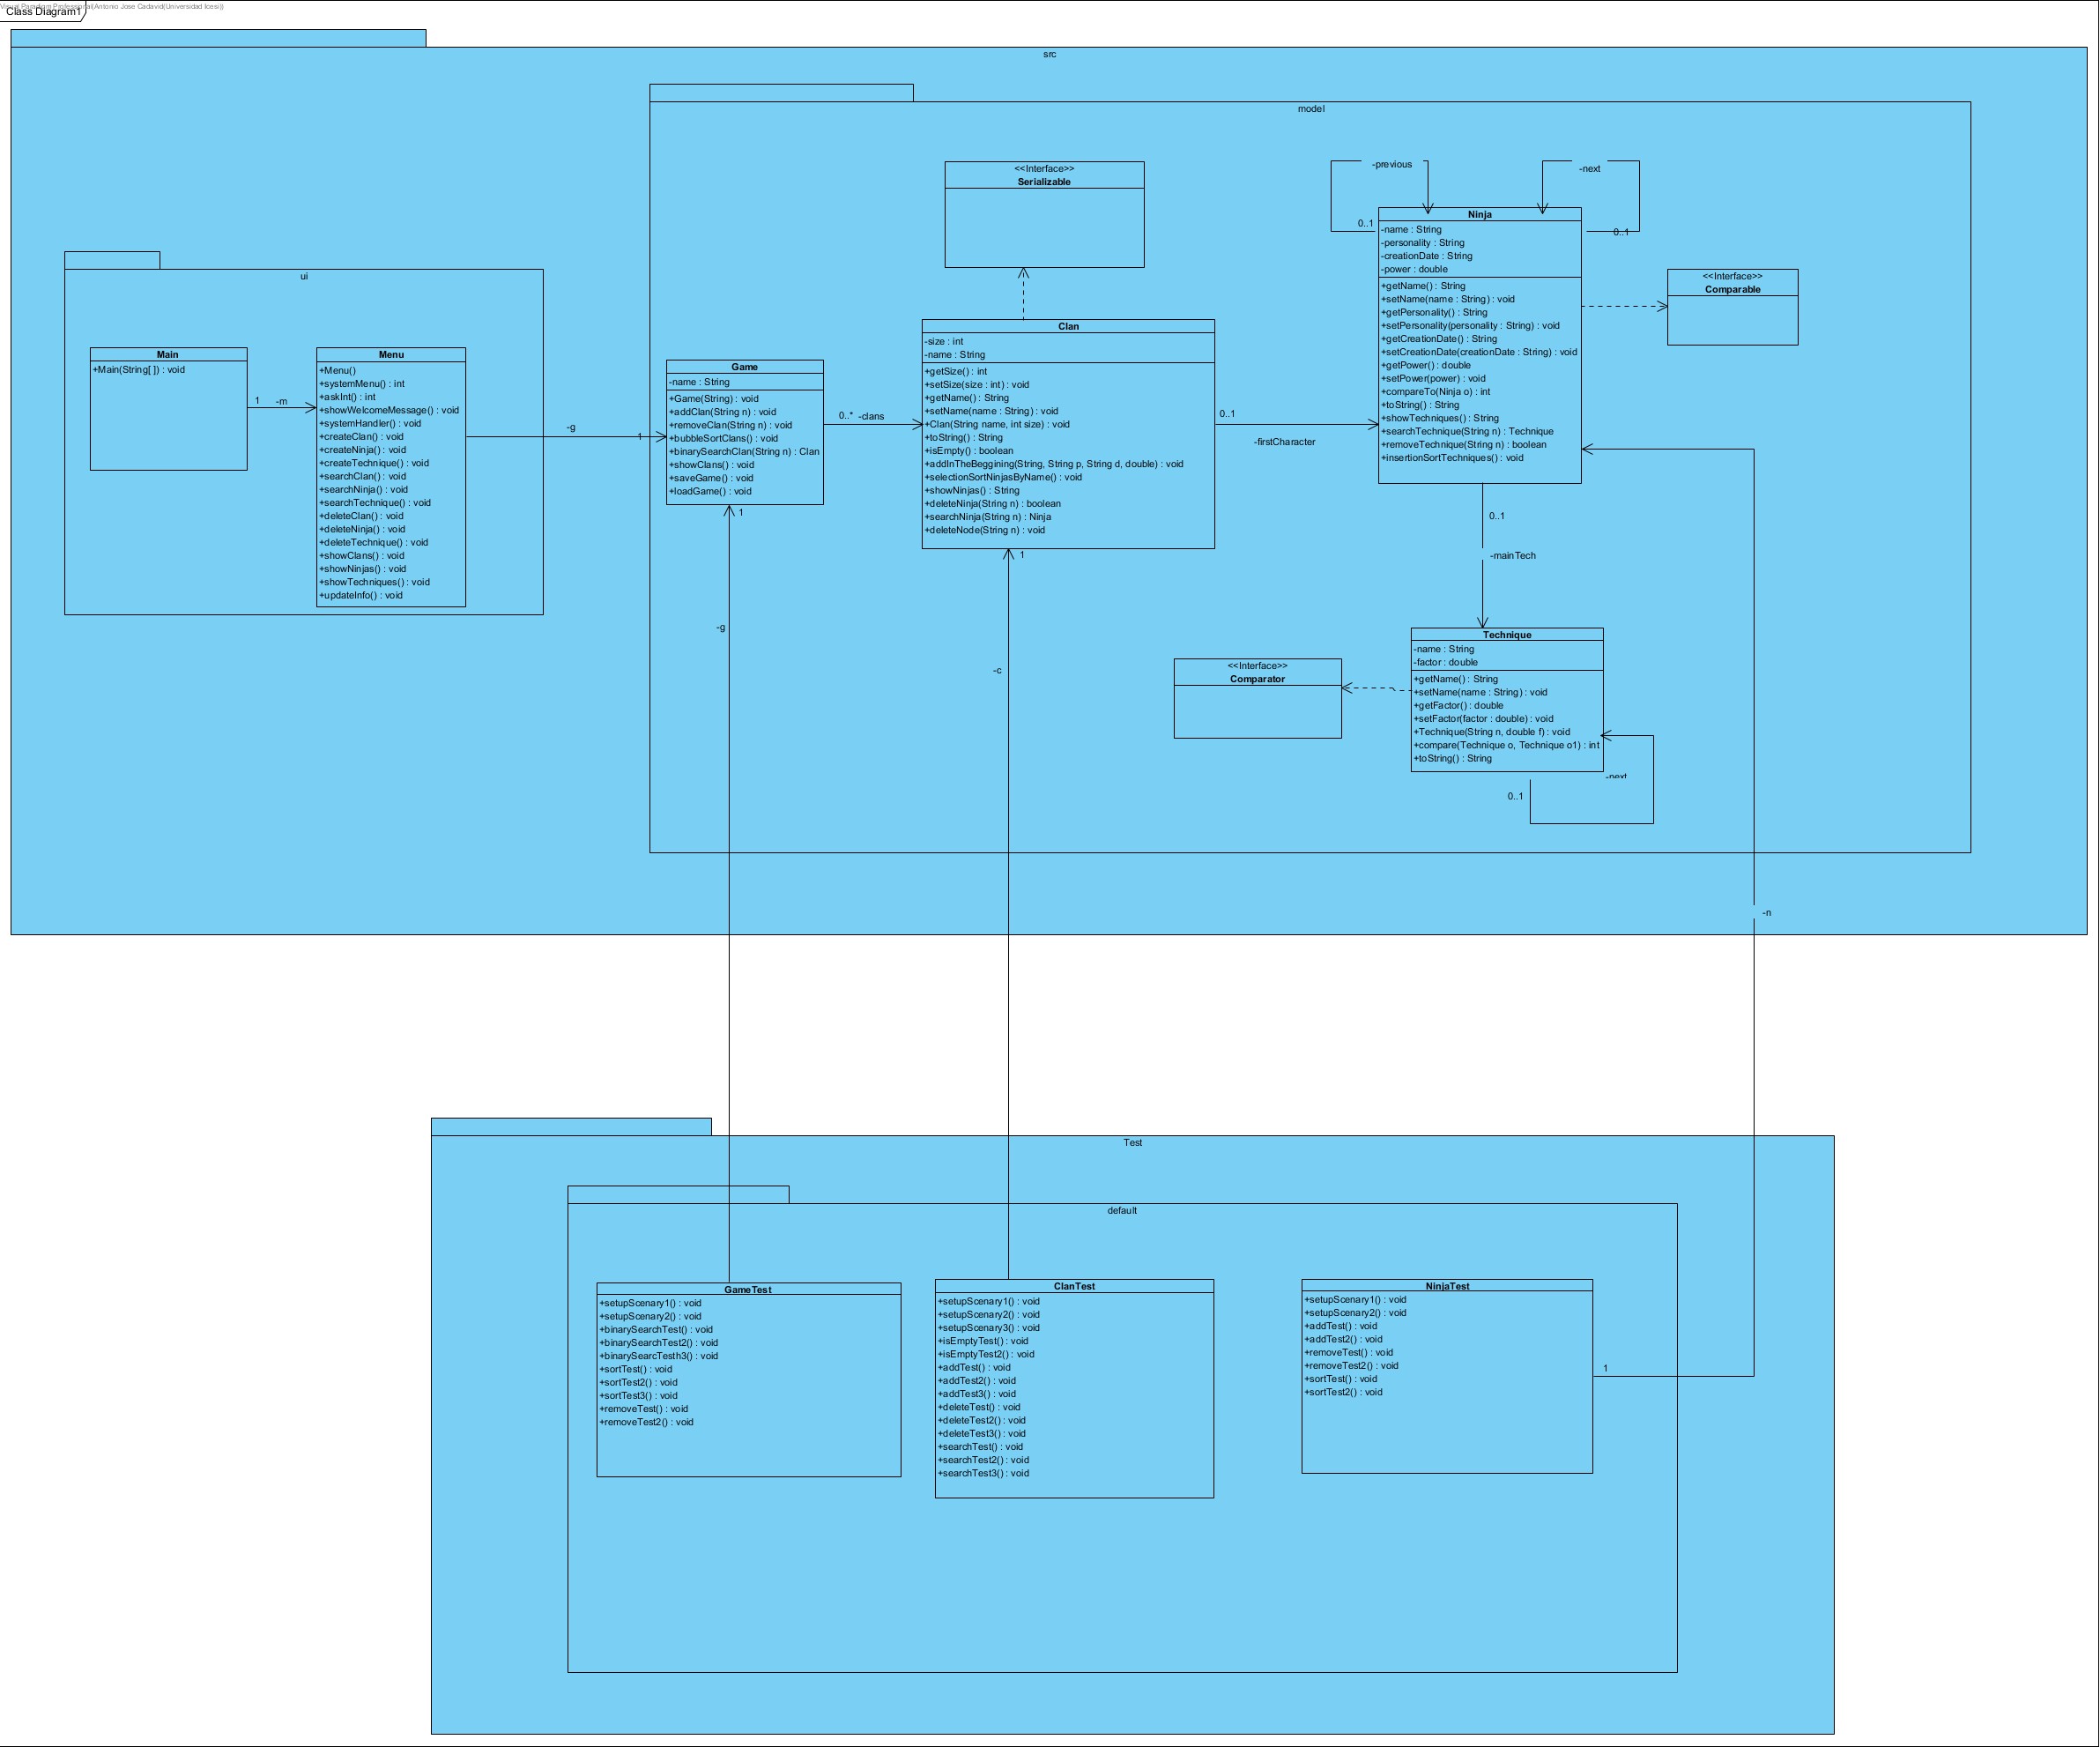 Visual Paradigm Professional(Antonio Jose Cadavid(Universidad Icesi))
Class Diagram1
src
model
ui
Main
+Main(String[ ]) : void
1
-m
Menu
+Menu()
+systemMenu() : int
+askInt() : int
+showWelcomeMessage() : void
+systemHandler() : void
+createClan() : void
+createNinja() : void
+createTechnique() : void
+searchClan() : void
+searchNinja() : void
+searchTechnique() : void
+deleteClan() : void
+deleteNinja() : void
+deleteTechnique() : void
+showClans() : void
+showNinjas() : void
+showTechniques() : void
+updateInfo() : void
-g
1
Game
-name : String
+Game(String) : void
+addClan(String n) : void
+removeClan(String n) : void
+bubbleSortClans() : void
+binarySearchClan(String n) : Clan
+showClans() : void
+saveGame() : void
+loadGame() : void
0..*
-clans
<<Interface>>
Serializable
Clan
-size : int
-name : String
+getSize() : int
+setSize(size : int) : void
+getName() : String
+setName(name : String) : void
+Clan(String name, int size) : void
+toString() : String
+isEmpty() : boolean
+addInTheBeggining(String, String p, String d, double) : void
+selectionSortNinjasByName() : void
+showNinjas() : String
+deleteNinja(String n) : boolean
+searchNinja(String n) : Ninja
+deleteNode(String n) : void
0..1
-firstCharacter
-previous
0..1
-next
0..1
Ninja
-name : String
-personality : String
-creationDate : String
-power : double
+getName() : String
+setName(name : String) : void
+getPersonality() : String
+setPersonality(personality : String) : void
+getCreationDate() : String
+setCreationDate(creationDate : String) : void
+getPower() : double
+setPower(power) : void
+compareTo(Ninja o) : int
+toString() : String
+showTechniques() : String
+searchTechnique(String n) : Technique
+removeTechnique(String n) : boolean
+insertionSortTechniques() : void
<<Interface>>
Comparable
0..1
-mainTech
<<Interface>>
Comparator
Technique
-name : String
-factor : double
+getName() : String
+setName(name : String) : void
+getFactor() : double
+setFactor(factor : double) : void
+Technique(String n, double f) : void
+compare(Technique o, Technique o1) : int
+toString() : String
-next
0..1
1
-g
1
-c
-n
Test
default
GameTest
+setupScenary1() : void
+setupScenary2() : void
+binarySearchTest() : void
+binarySearchTest2() : void
+binarySearcTesth3() : void
+sortTest() : void
+sortTest2() : void
+sortTest3() : void
+removeTest() : void
+removeTest2() : void
ClanTest
+setupScenary1() : void
+setupScenary2() : void
+setupScenary3() : void
+isEmptyTest() : void
+isEmptyTest2() : void
+addTest() : void
+addTest2() : void
+addTest3() : void
+deleteTest() : void
+deleteTest2() : void
+deleteTest3() : void
+searchTest() : void
+searchTest2() : void
+searchTest3() : void
NinjaTest
+setupScenary1() : void
+setupScenary2() : void
+addTest() : void
+addTest2() : void
+removeTest() : void
+removeTest2() : void
+sortTest() : void
+sortTest2() : void
1